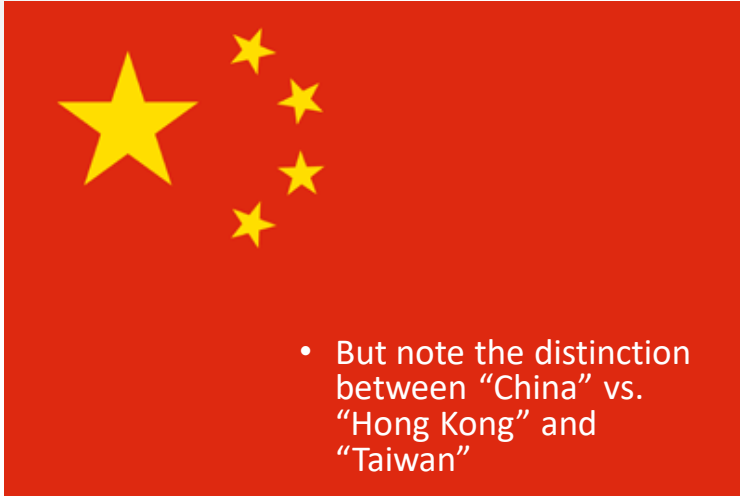 • But note the distinction
between “China” vs.
“Hong Kong” and
“Taiwan”